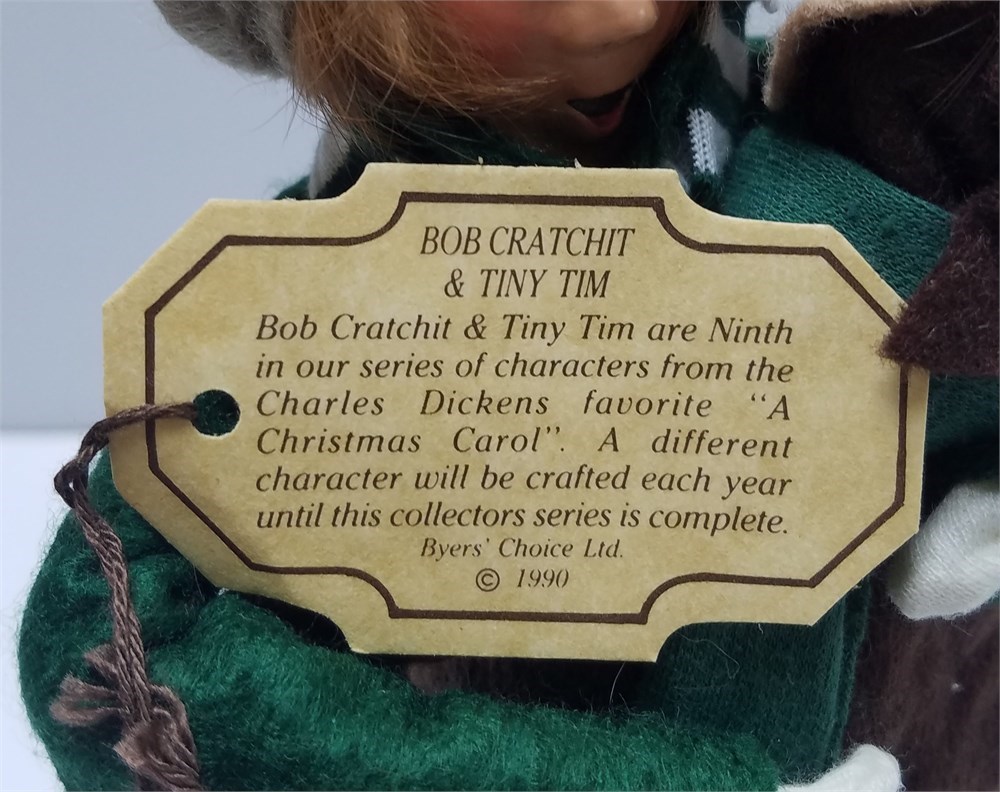 BOB CRATCHIT
& TINY TIM
Bob Cratchit & Tiny Tim are Ninth
in our series of characters from the
Charles Dickens favorite “A
Christmas Carol”. A different
character will be crafted each year
until this collectors series is complete.
Byers’ Choice Ltd.
© 1990